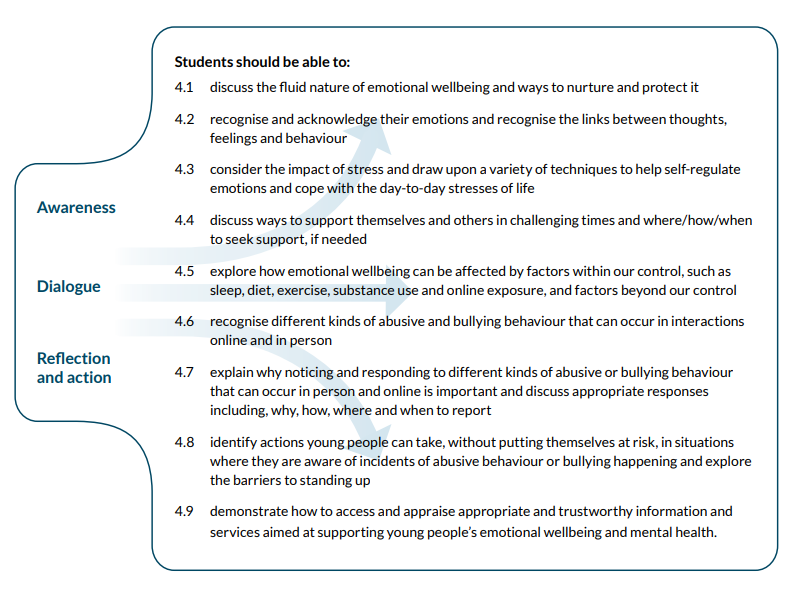 Students should be able to:
4.1 discuss the fluid nature of emotional wellbeing and ways to nurture and protect it
4.2 recognise and acknowledge their emotions and recognise the links between thoughts,
feelings and behaviour
4.3 consider the impact of stress and draw upon a variety of techniques to help self-regulate
emotions and cope with the day-to-day stresses of life
4.4 discuss ways to support themselves and others in challenging times and where/how/when
to seek support, if needed
4.5 explore how emotional wellbeing can be affected by factors within our control, such as
sleep, diet, exercise, substance use and online exposure, and factors beyond our control
4.6 recognise different kinds of abusive and bullying behaviour that can occur in interactions
online and in person
4.7 explain why noticing and responding to different kinds of abusive or bullying behaviour
that can occur in person and online is important and discuss appropriate responses
including, why, how, where and when to report
4.8 identify actions young people can take, without putting themselves at risk, in situations
where they are aware of incidents of abusive behaviour or bullying happening and explore
the barriers to standing up
4.9 demonstrate how to access and appraise appropriate and trustworthy information and
services aimed at supporting young people’s emotional wellbeing and mental health.
Awareness
Dialogue
Reflection
and action